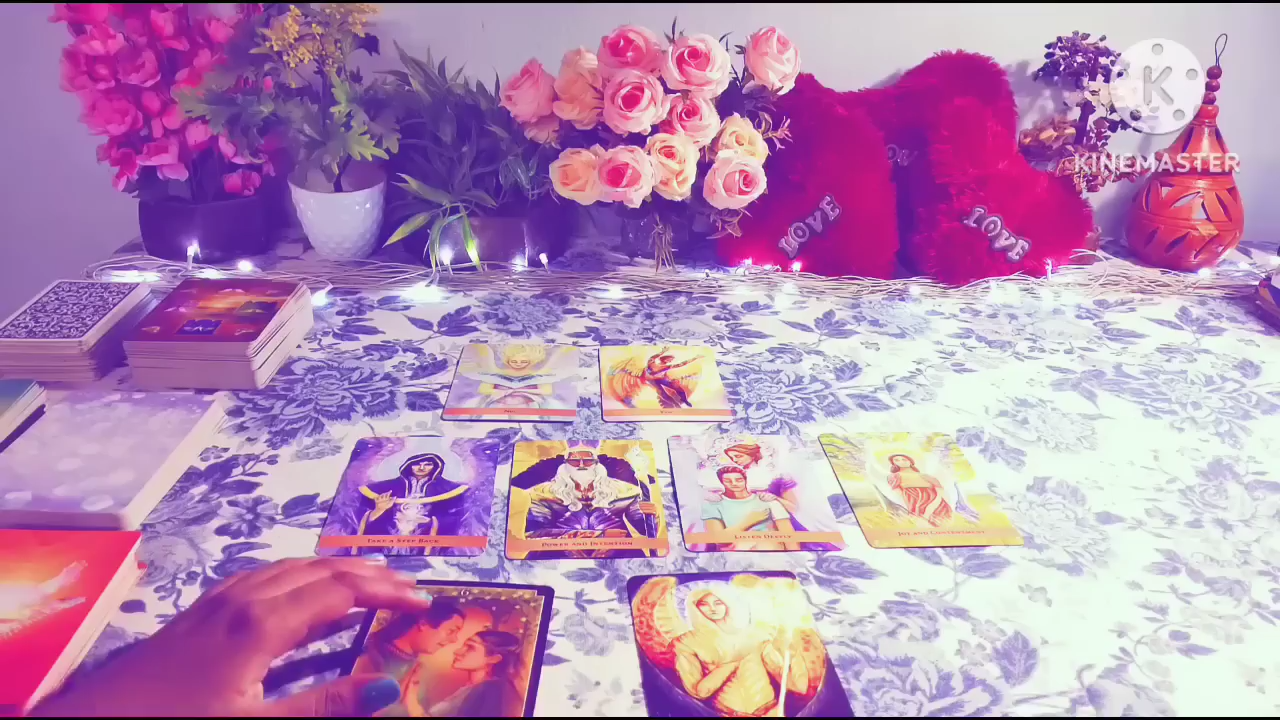 K
KINEMASTER
LOVE
LOVE
TAKE A STEP BACK
POWER AND INTENTION
LISTEN DEEPLY
JOY AND CONTENTMENT